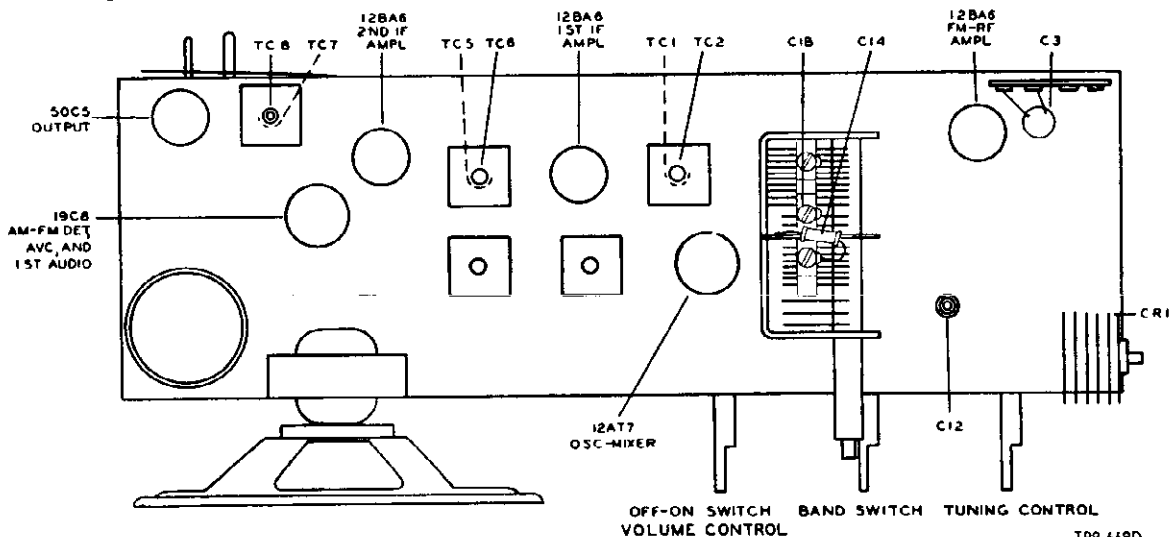 12BA6
2ND IF
AMPL
12BA6
1ST IF
AMPL
12BA6
FM-RF
AMPL
TC8
TC7
TC5
TC6
TC1
TC2
C1B
C14
C3
50C5
OUTPUT
19C8
AM-FM DET,
AVC, AND
1ST AUDIO
CR1
12AT7
OSC-MIXER
C12
OFF-ON SWITCH
VOLUME CONTROL
BAND SWITCH
TUNING CONTROL